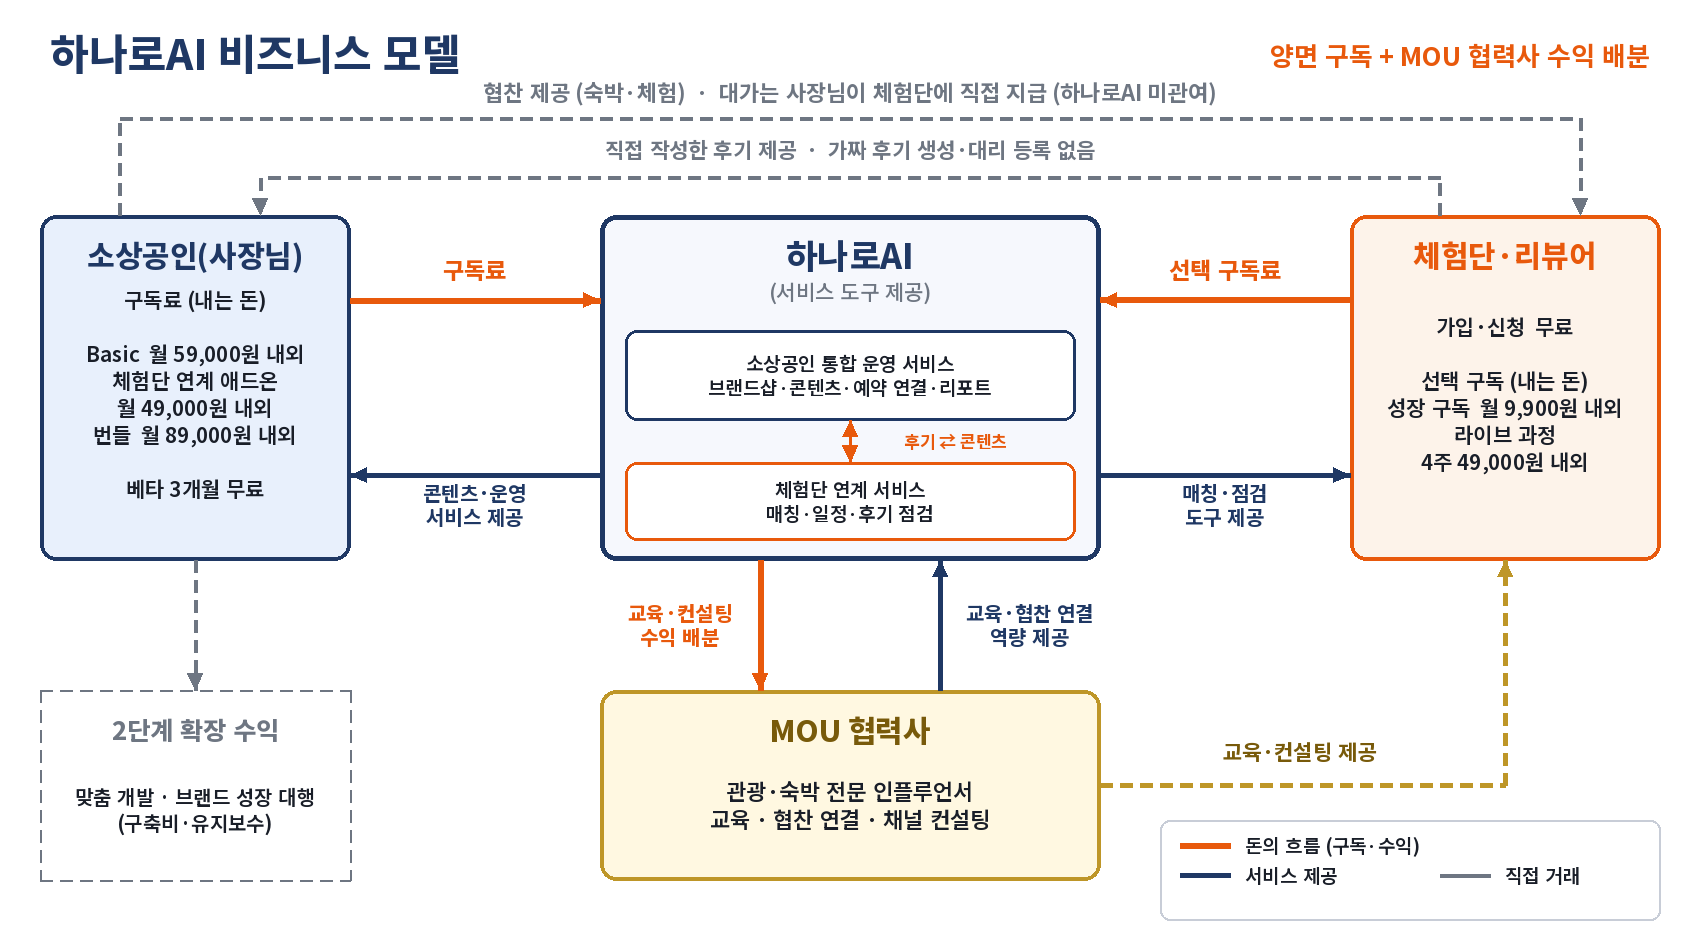 하나로AI 비즈니스 모델
양면 구독 + MOU 협력사 수익 배분
협찬 제공 (숙박·체험) · 대가는 사장님이 체험단에 직접 지급 (하나로AI 미관여)
직접 작성한 후기 제공 · 가짜 후기 생성·대리 등록 없음
소상공인(사장님)
구독료 (내는 돈)
Basic 월 59,000원 내외
체험단 연계 애드온
월 49,000원 내외
번들 월 89,000원 내외
베타 3개월 무료
구독료
콘텐츠·운영
서비스 제공
하나로AI
(서비스 도구 제공)
소상공인 통합 운영 서비스
브랜드샵·콘텐츠·예약 연결·리포트
후기 ⇄ 콘텐츠
체험단 연계 서비스
매칭·일정·후기 점검
선택 구독료
매칭·점검
도구 제공
체험단·리뷰어
가입·신청 무료
선택 구독 (내는 돈)
성장 구독 월 9,900원 내외
라이브 과정
4주 49,000원 내외
교육·컨설팅
수익 배분
교육·협찬 연결
역량 제공
2단계 확장 수익
맞춤 개발 · 브랜드 성장 대행
(구축비·유지보수)
MOU 협력사
관광·숙박 전문 인플루언서
교육 · 협찬 연결 · 채널 컨설팅
교육·컨설팅 제공
돈의 흐름 (구독·수익)
서비스 제공
직접 거래